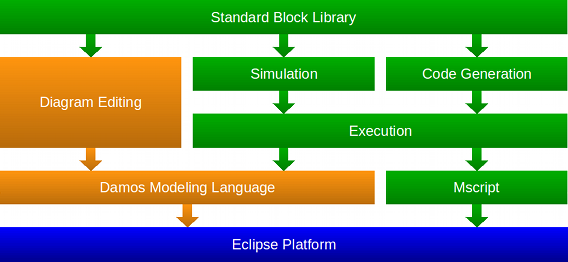 Standard Block Library
Simulation
Code Generation
Diagram Editing
Execution
Damos Modeling Language
Mscript
Eclipse Platform